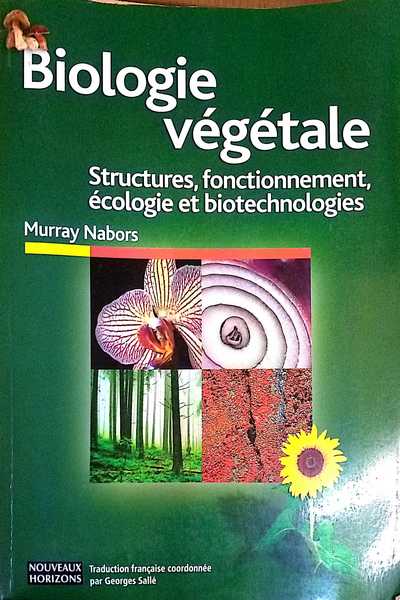 Biologie
végétale
Structures, fonctionnement,
écologie et biotechnologies
Murray Nabors
NOUVEAUX
HORIZONS
Traduction française coordonnée
par Georges Sallé